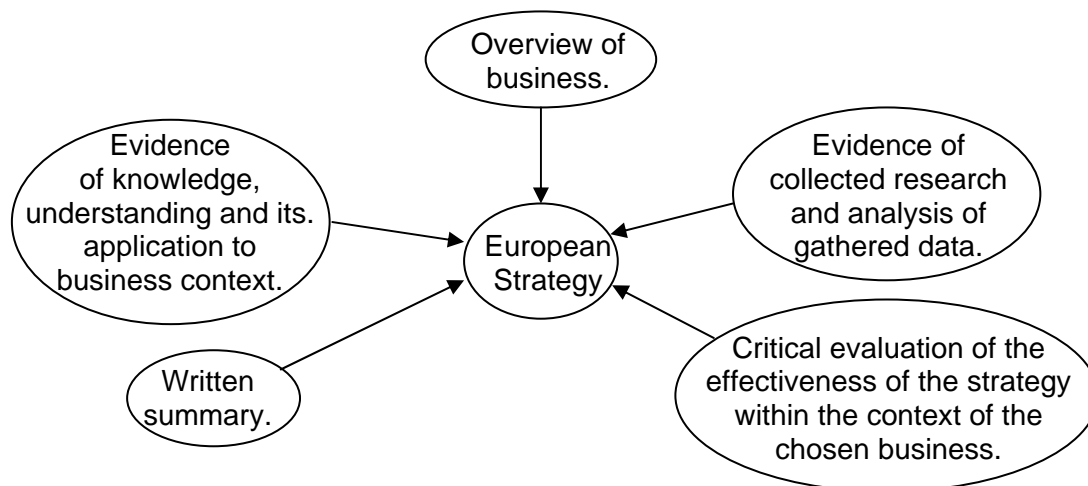 Overview of
business.
Evidence
of knowledge,
understanding and its.
application to
business context.
Evidence of
collected research
and analysis of
gathered data.
European
Strategy
Written
summary.
Critical evaluation of the
effectiveness of the strategy
within the context of the
chosen business.